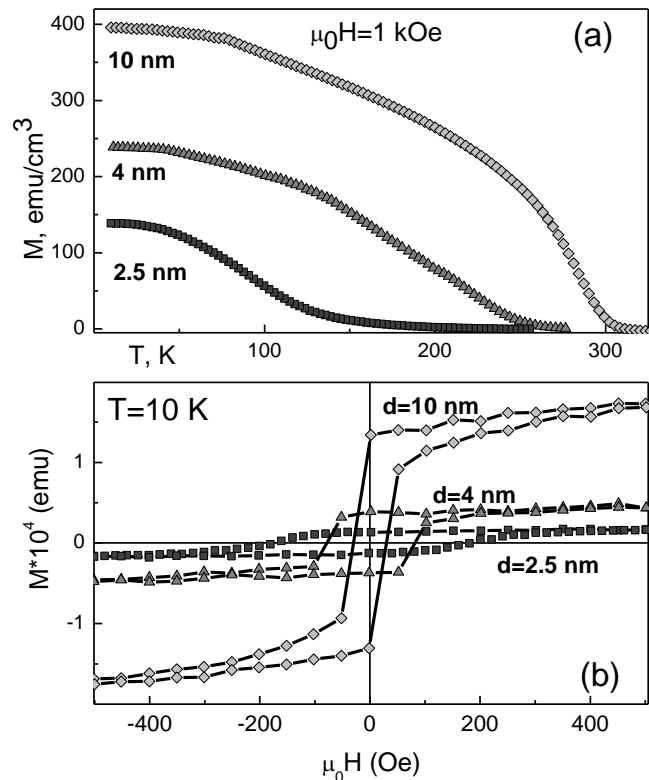 400
μ₀H=1 kOe
(a)
10 nm
300
M, emu/cm³
200
4 nm
100
2.5 nm
0
T, K
100
200
300
T=10 K
d=10 nm
1
M*10⁴ (emu)
d=4 nm
0
d=2.5 nm
-1
(b)
-400
-200
0
200
400
μ₀H (Oe)